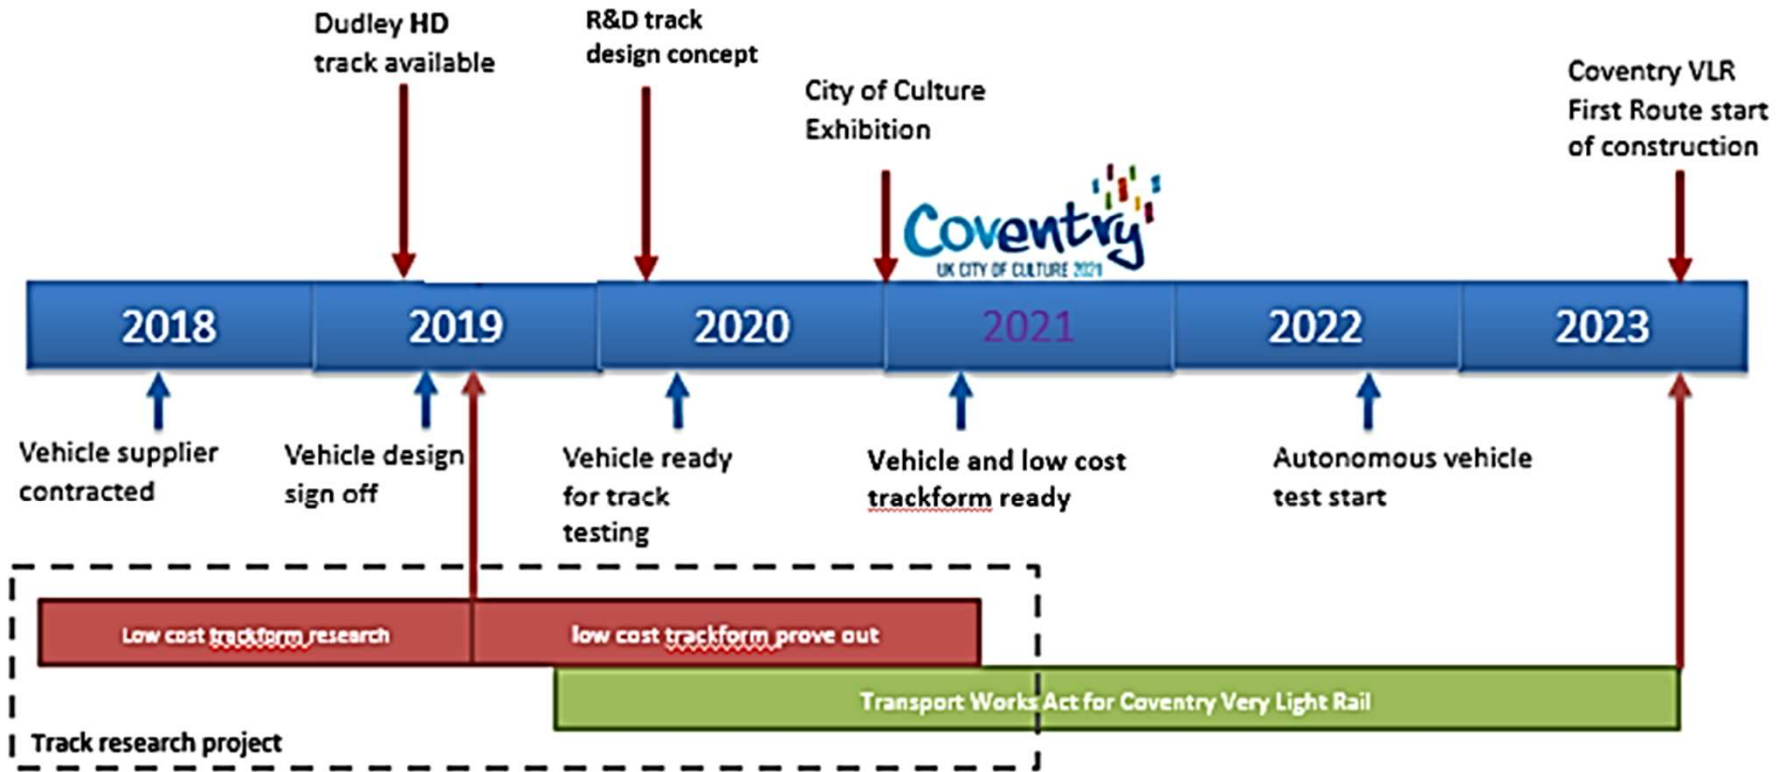 Dudley HD
track available
R&D track
design concept
City of Culture
Exhibition
Coventry VLR
First Route start
of construction
Coventry
UK CITY OF CULTURE 2021
2018
2019
2020
2021
2022
2023
Vehicle supplier
contracted
Vehicle design
sign off
Vehicle ready
for track
testing
Vehicle and low cost
trackform ready
Autonomous vehicle
test start
Low cost trackform research
low cost trackform prove out
Transport Works Act for Coventry Very Light Rail
Track research project